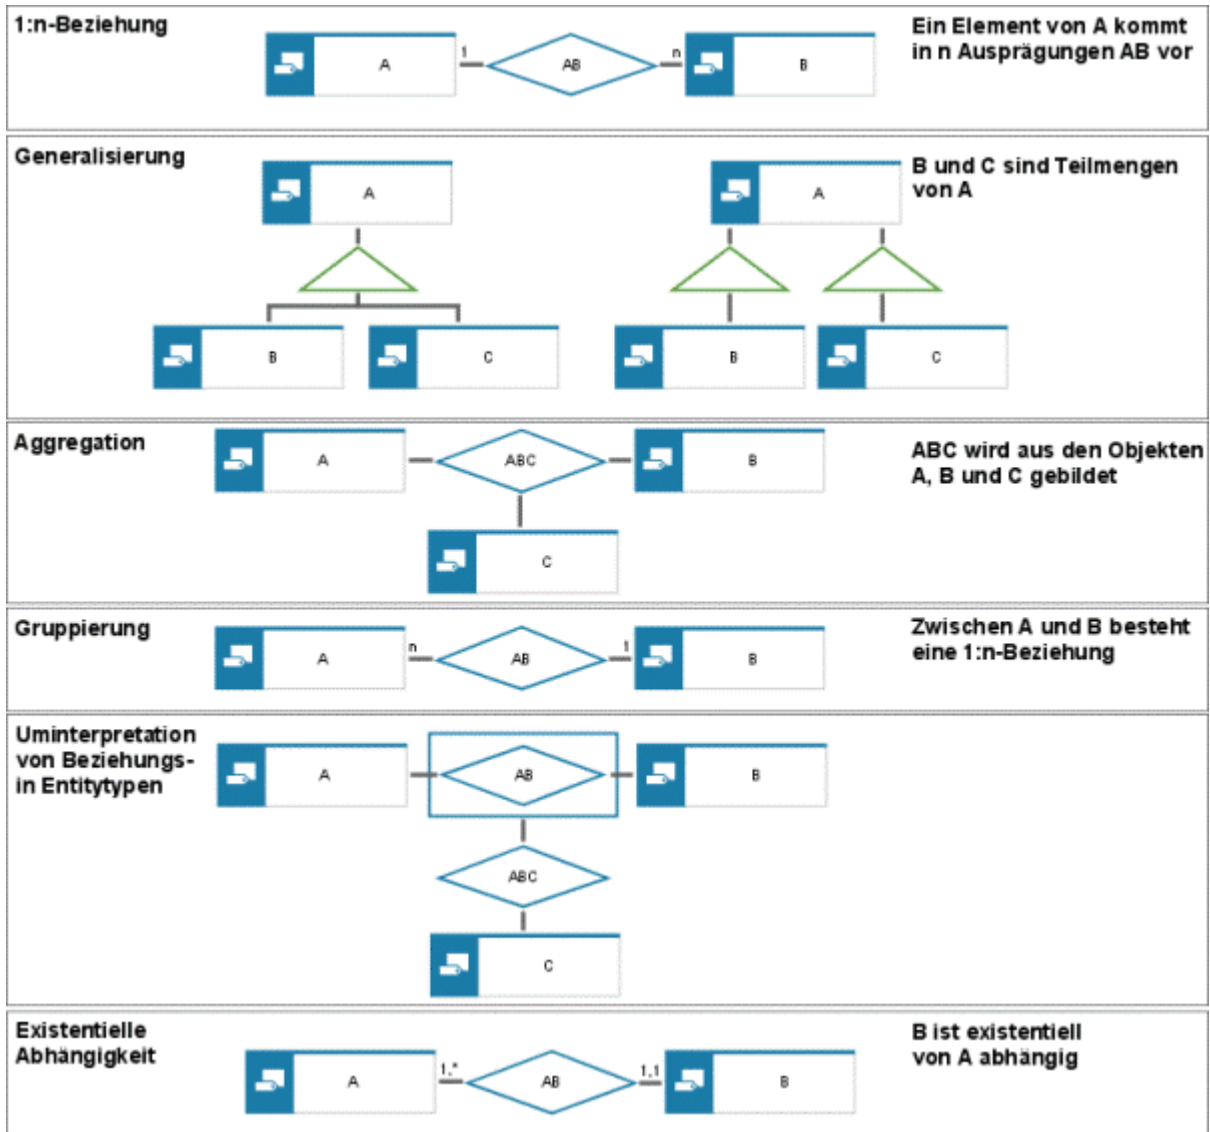 1:n-Beziehung
A
1
AB
n
B
Ein Element von A kommt
in n Ausprägungen AB vor
Generalisierung
A
B
C
A
B
C
B und C sind Teilmengen
von A
Aggregation
A
ABC
B
C
ABC wird aus den Objekten
A, B und C gebildet
Gruppierung
A
n
AB
1
B
Zwischen A und B besteht
eine 1:n-Beziehung
Uminterpretation
von Beziehungs-
in Entitytypen
A
AB
B
ABC
C
Existentielle
Abhängigkeit
A
1,*
AB
1,1
B
B ist existentiell
von A abhängig